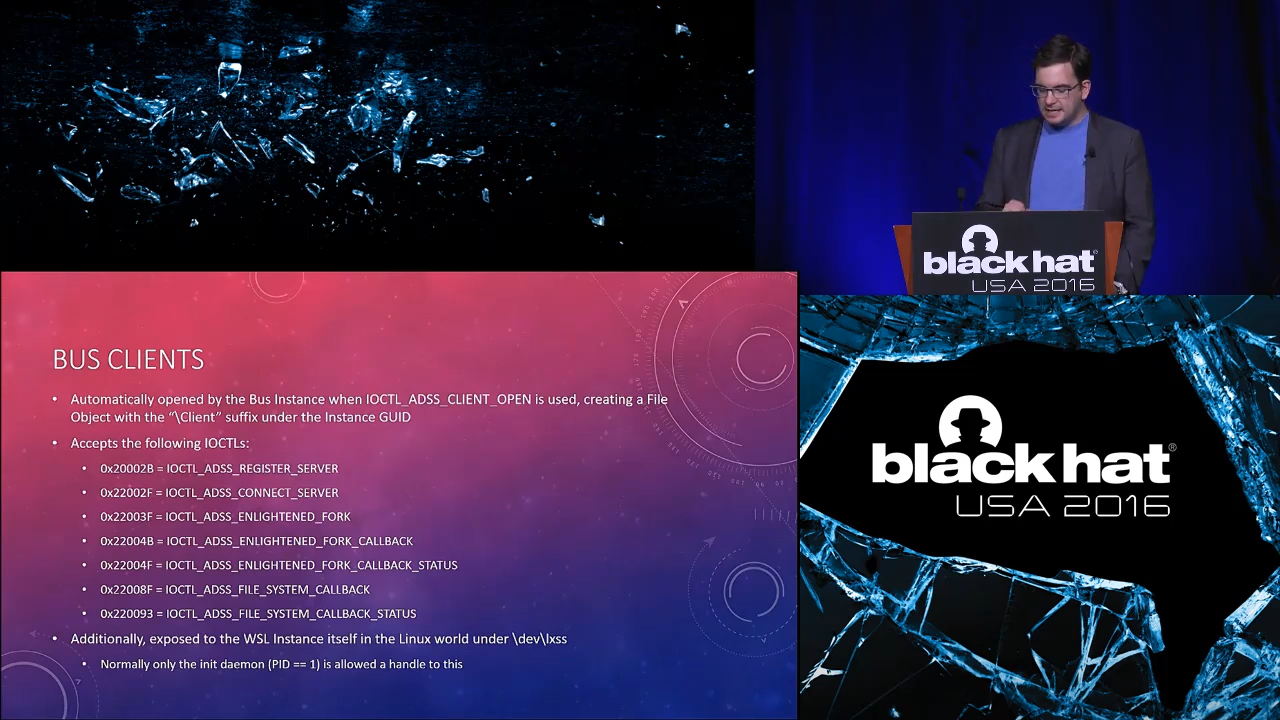 black hat
USA 2016
BUS CLIENTS
• Automatically opened by the Bus Instance when IOCTL_ADSS_CLIENT_OPEN is used, creating a File
Object with the “\Client” suffix under the Instance GUID
• Accepts the following IOCTLs:
• 0x20002B = IOCTL_ADSS_REGISTER_SERVER
• 0x22002F = IOCTL_ADSS_CONNECT_SERVER
• 0x22003F = IOCTL_ADSS_ENLIGHTENED_FORK
• 0x22004B = IOCTL_ADSS_ENLIGHTENED_FORK_CALLBACK
• 0x22004F = IOCTL_ADSS_ENLIGHTENED_FORK_CALLBACK_STATUS
• 0x22008F = IOCTL_ADSS_FILE_SYSTEM_CALLBACK
• 0x220093 = IOCTL_ADSS_FILE_SYSTEM_CALLBACK_STATUS
• Additionally, exposed to the WSL Instance itself in the Linux world under \dev\lxss
• Normally only the init daemon (PID == 1) is allowed a handle to this
black hat®
USA 2016